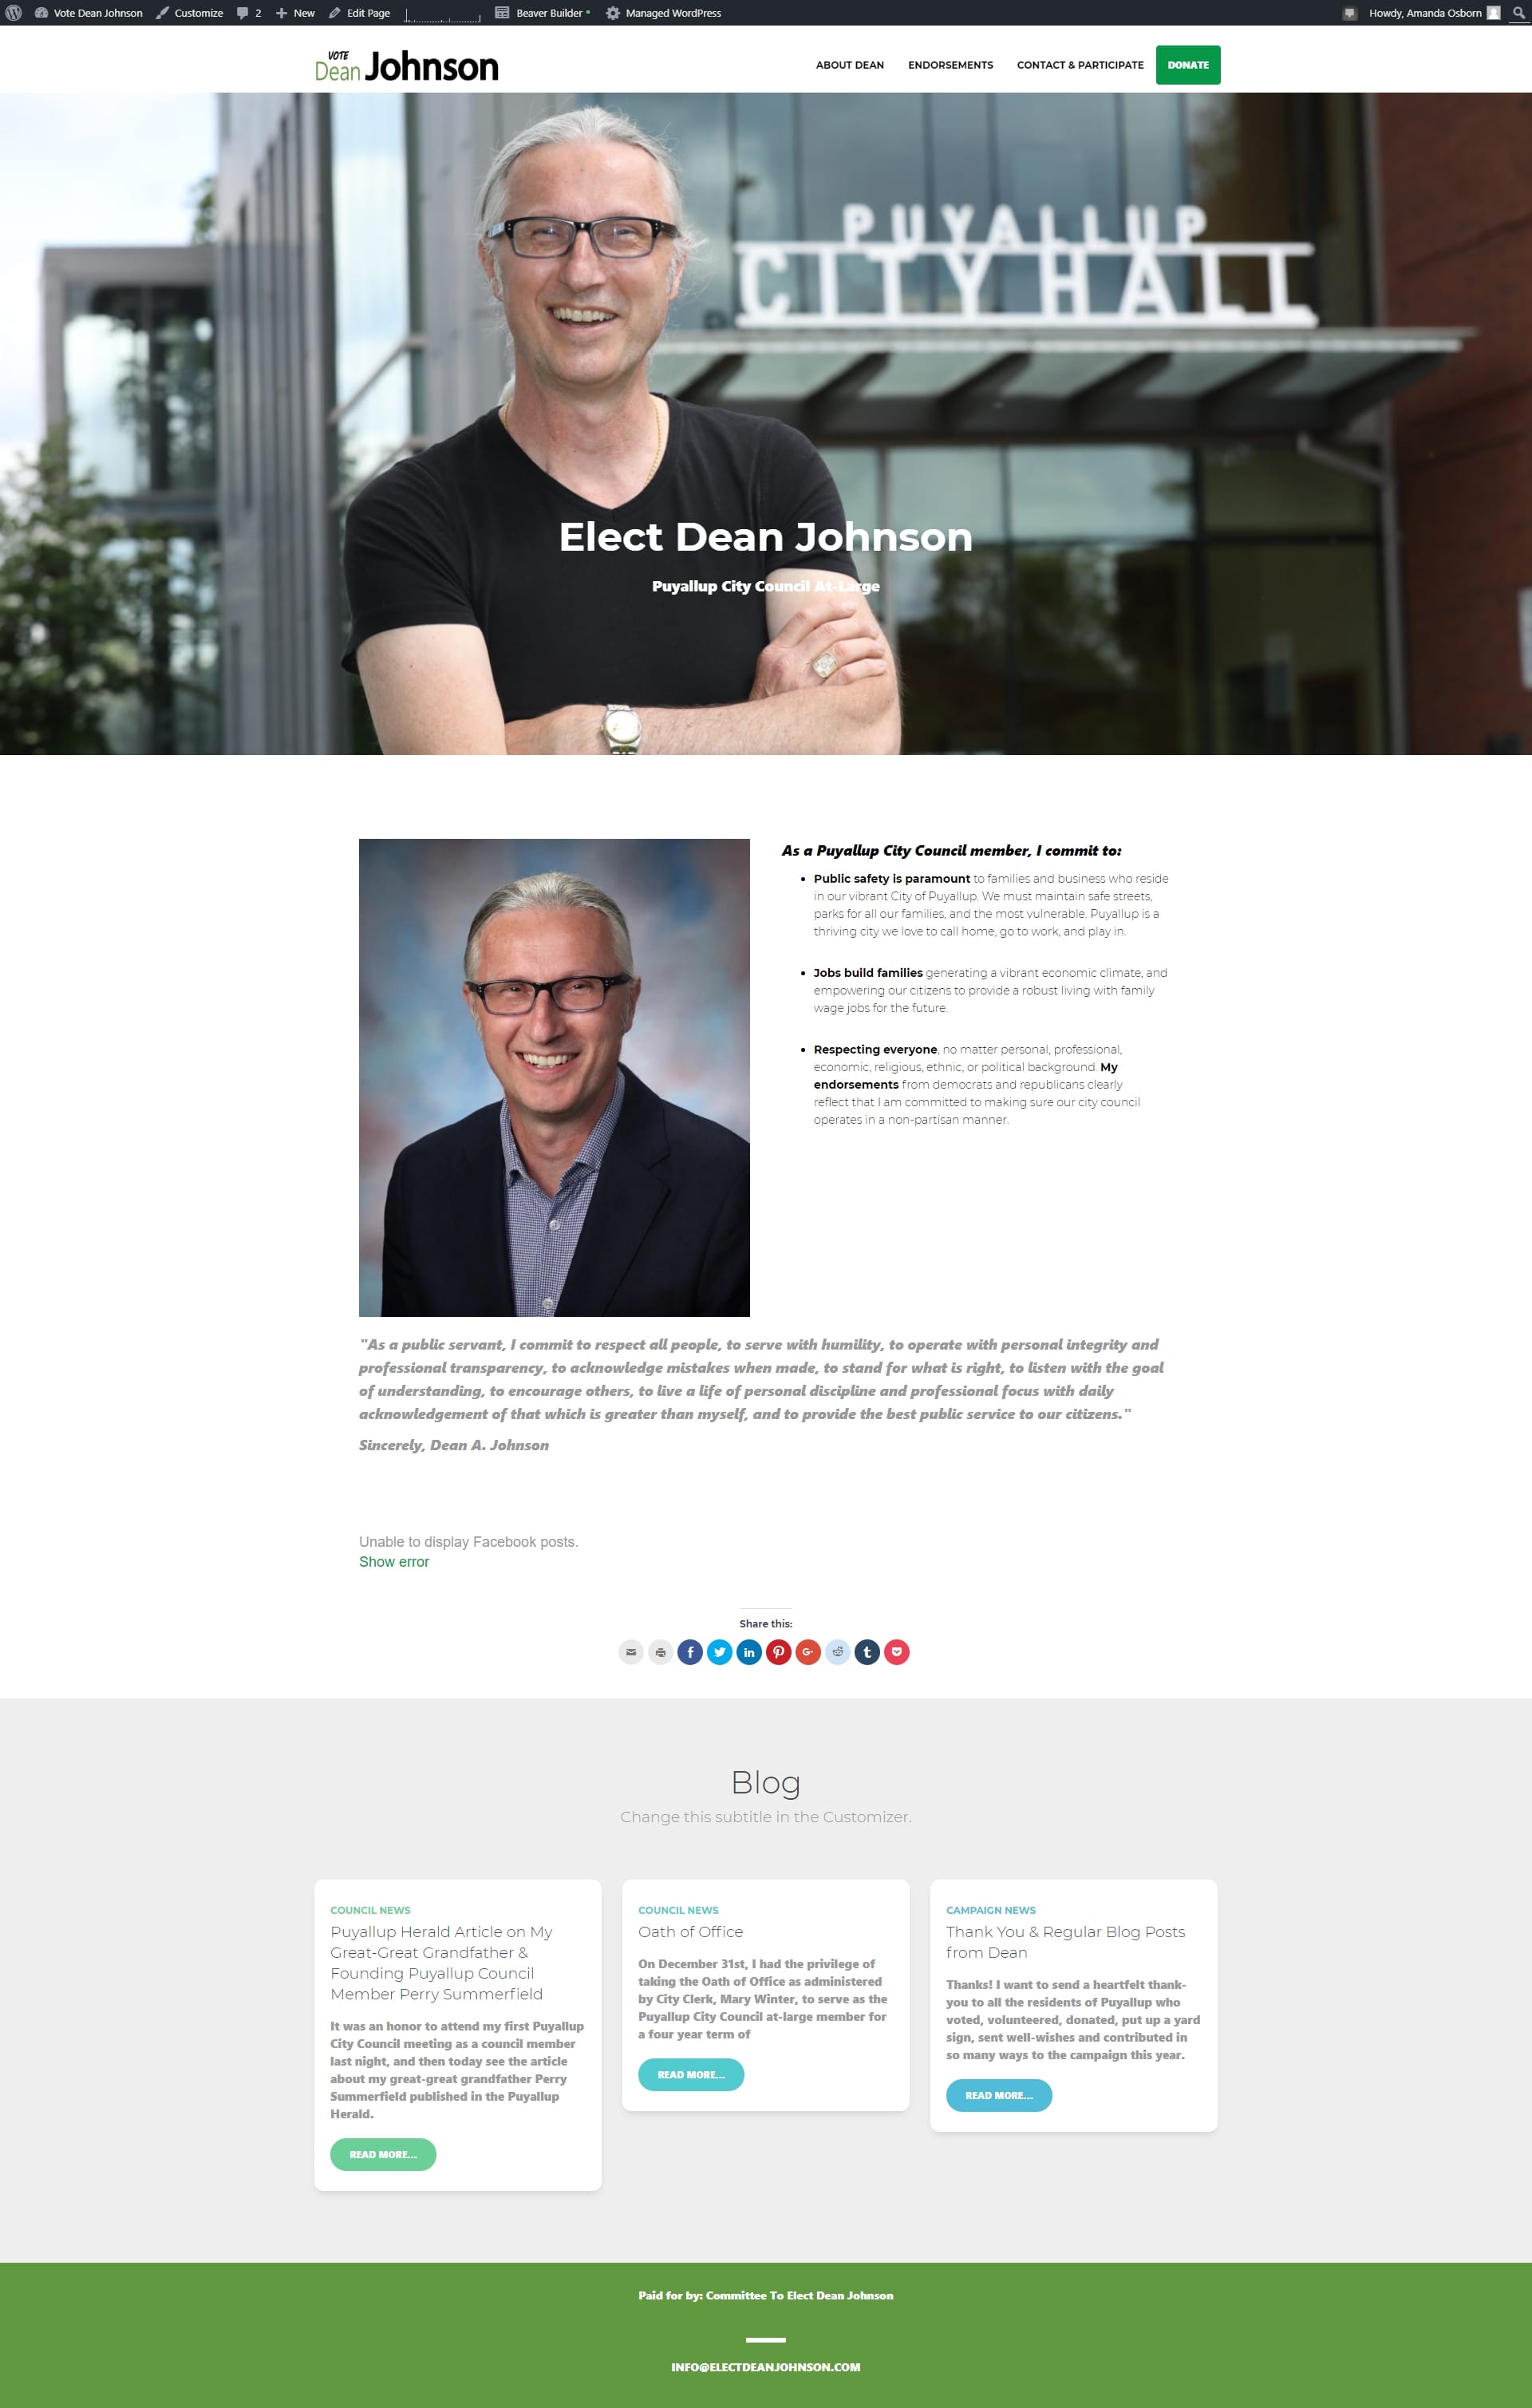 Vote Dean Johnson Customize 2 New Edit Page Beaver Builder Managed WordPress Howdy, Amanda Osborn
VOTE
Dean Johnson
ABOUT DEAN ENDORSEMENTS CONTACT & PARTICIPATE DONATE
PUYALLUP
CITY HALL
Elect Dean Johnson
Puyallup City Council At-Large
As a Puyallup City Council member, I commit to:
Public safety is paramount to families and business who reside
in our vibrant City of Puyallup. We must maintain safe streets,
parks for all our families, and the most vulnerable. Puyallup is a
thriving city we love to call home, go to work, and play in.
Jobs build families generating a vibrant economic climate, and
empowering our citizens to provide a robust living with family
wage jobs for the future.
Respecting everyone, no matter personal, professional,
economic, religious, ethnic, or political background. My
endorsements from democrats and republicans clearly
reflect that I am committed to making sure our city council
operates in a non-partisan manner.
"As a public servant, I commit to respect all people, to serve with humility, to operate with personal integrity and
professional transparency, to acknowledge mistakes when made, to stand for what is right, to listen with the goal
of understanding, to encourage others, to live a life of personal discipline and professional focus with daily
acknowledgement of that which is greater than myself, and to provide the best public service to our citizens."
Sincerely, Dean A. Johnson
Unable to display Facebook posts.
Show error
Share this:
Blog
Change this subtitle in the Customizer.
COUNCIL NEWS
Puyallup Herald Article on My
Great-Great Grandfather &
Founding Puyallup Council
Member Perry Summerfield
It was an honor to attend my first Puyallup
City Council meeting as a council member
last night, and then today see the article
about my great-great grandfather Perry
Summerfield published in the Puyallup
Herald.
READ MORE...
COUNCIL NEWS
Oath of Office
On December 31st, I had the privilege of
taking the Oath of Office as administered
by City Clerk, Mary Winter, to serve as the
Puyallup City Council at-large member for
a four year term of
READ MORE...
CAMPAIGN NEWS
Thank You & Regular Blog Posts
from Dean
Thanks! I want to send a heartfelt thank-
you to all the residents of Puyallup who
voted, volunteered, donated, put up a yard
sign, sent well-wishes and contributed in
so many ways to the campaign this year.
READ MORE...
Paid for by: Committee To Elect Dean Johnson
INFO@ELECTDEANJOHNSON.COM